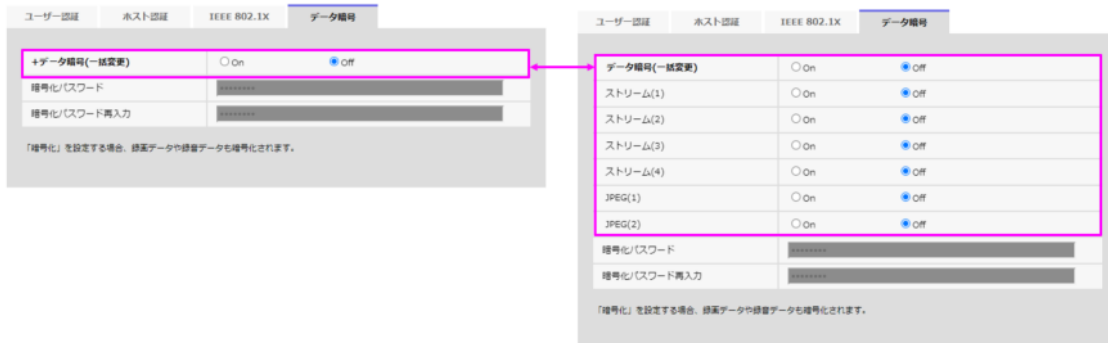 ユーザー認証 ホスト認証 IEEE 802.1X データ暗号
+データ暗号(一括変更) On Off
暗号化パスワード --------
暗号化パスワード再入力 --------
「暗号化」を設定する場合、録画データや録音データも暗号化されます。
ユーザー認証 ホスト認証 IEEE 802.1X データ暗号
データ暗号(一括変更) On Off
ストリーム(1) On Off
ストリーム(2) On Off
ストリーム(3) On Off
ストリーム(4) On Off
JPEG(1) On Off
JPEG(2) On Off
暗号化パスワード --------
暗号化パスワード再入力 --------
「暗号化」を設定する場合、録画データや録音データも暗号化されます。